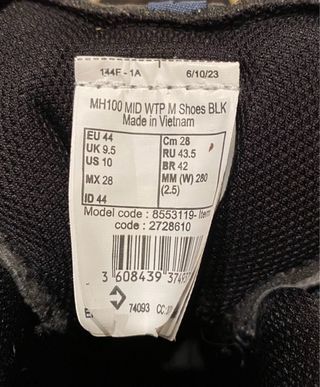 144F - 1A 6/10/23
MH100 MID WTP M Shoes BLK
Made in Vietnam
EU 44 Cm 28
UK 9.5 RU 43.5
US 10 BR 42
MX 28 MM (W) 280
ID 44 (2.5)
Model code : 8553119- Item
code : 2728610
3 608439 374
74093 CC: